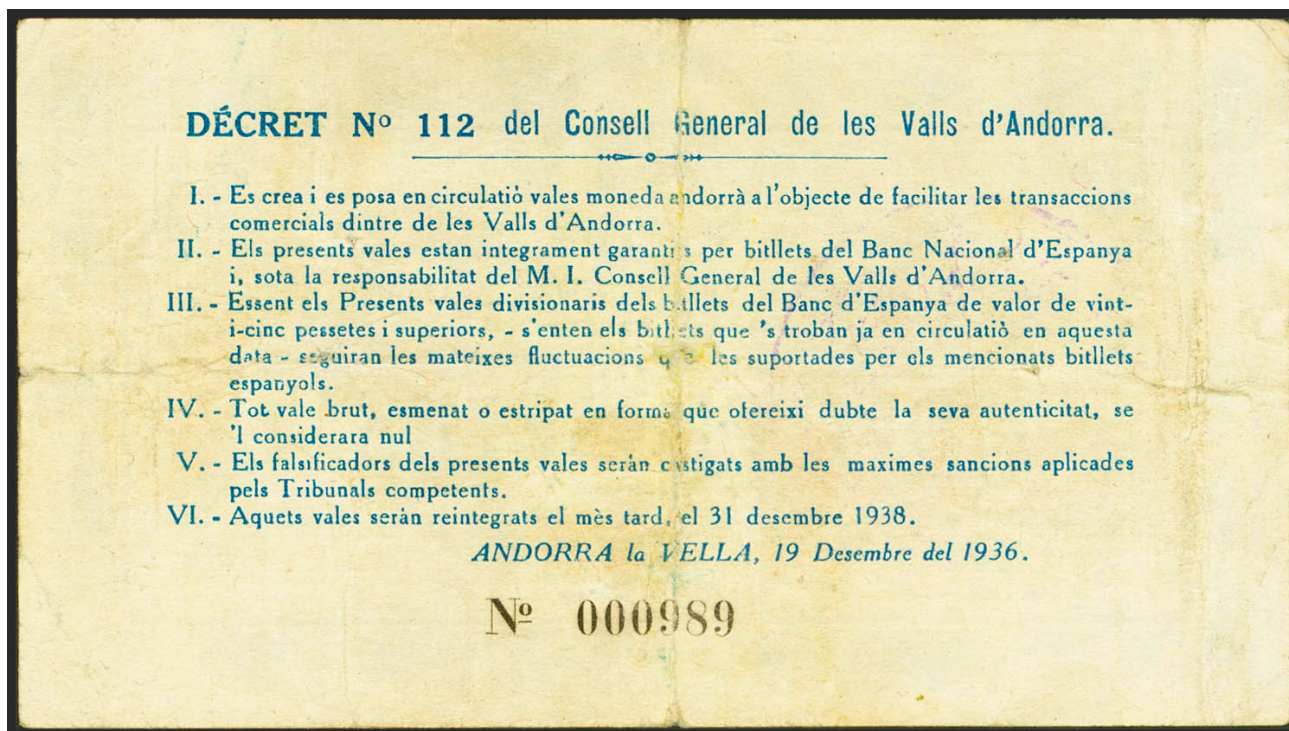 DÉCRET Nº 112 del Consell General de les Valls d'Andorra.
I. - Es crea i es posa en circulatiò vales moneda andorrà a l'objecte de facilitar les transaccions
comercials dintre de les Valls d'Andorra.
II. - Els presents vales estan integrament garantits per bitllets del Banc Nacional d'Espanya
i, sota la responsabilitat del M. I. Consell General de les Valls d'Andorra.
III. - Essent els Presents vales divisionaris dels bitllets del Banc d'Espanya de valor de vint-
i-cinc pessetes i superiors, - s'enten els bitllets que 's troban ja en circulatiò en aquesta
data - seguiran les mateixes fluctuacions que les suportades per els mencionats bitllets
espanyols.
IV. - Tot vale brut, esmenat o estripat en forma que ofereixi dubte la seva autenticitat, se
'l considerara nul
V. - Els falsificadors dels presents vales seràn castigats amb les maximes sancions aplicades
pels Tribunals competents.
VI. - Aquets vales seràn reintegrats el mès tard, el 31 desembre 1938.
ANDORRA la VELLA, 19 Desembre del 1936.
Nº 000989